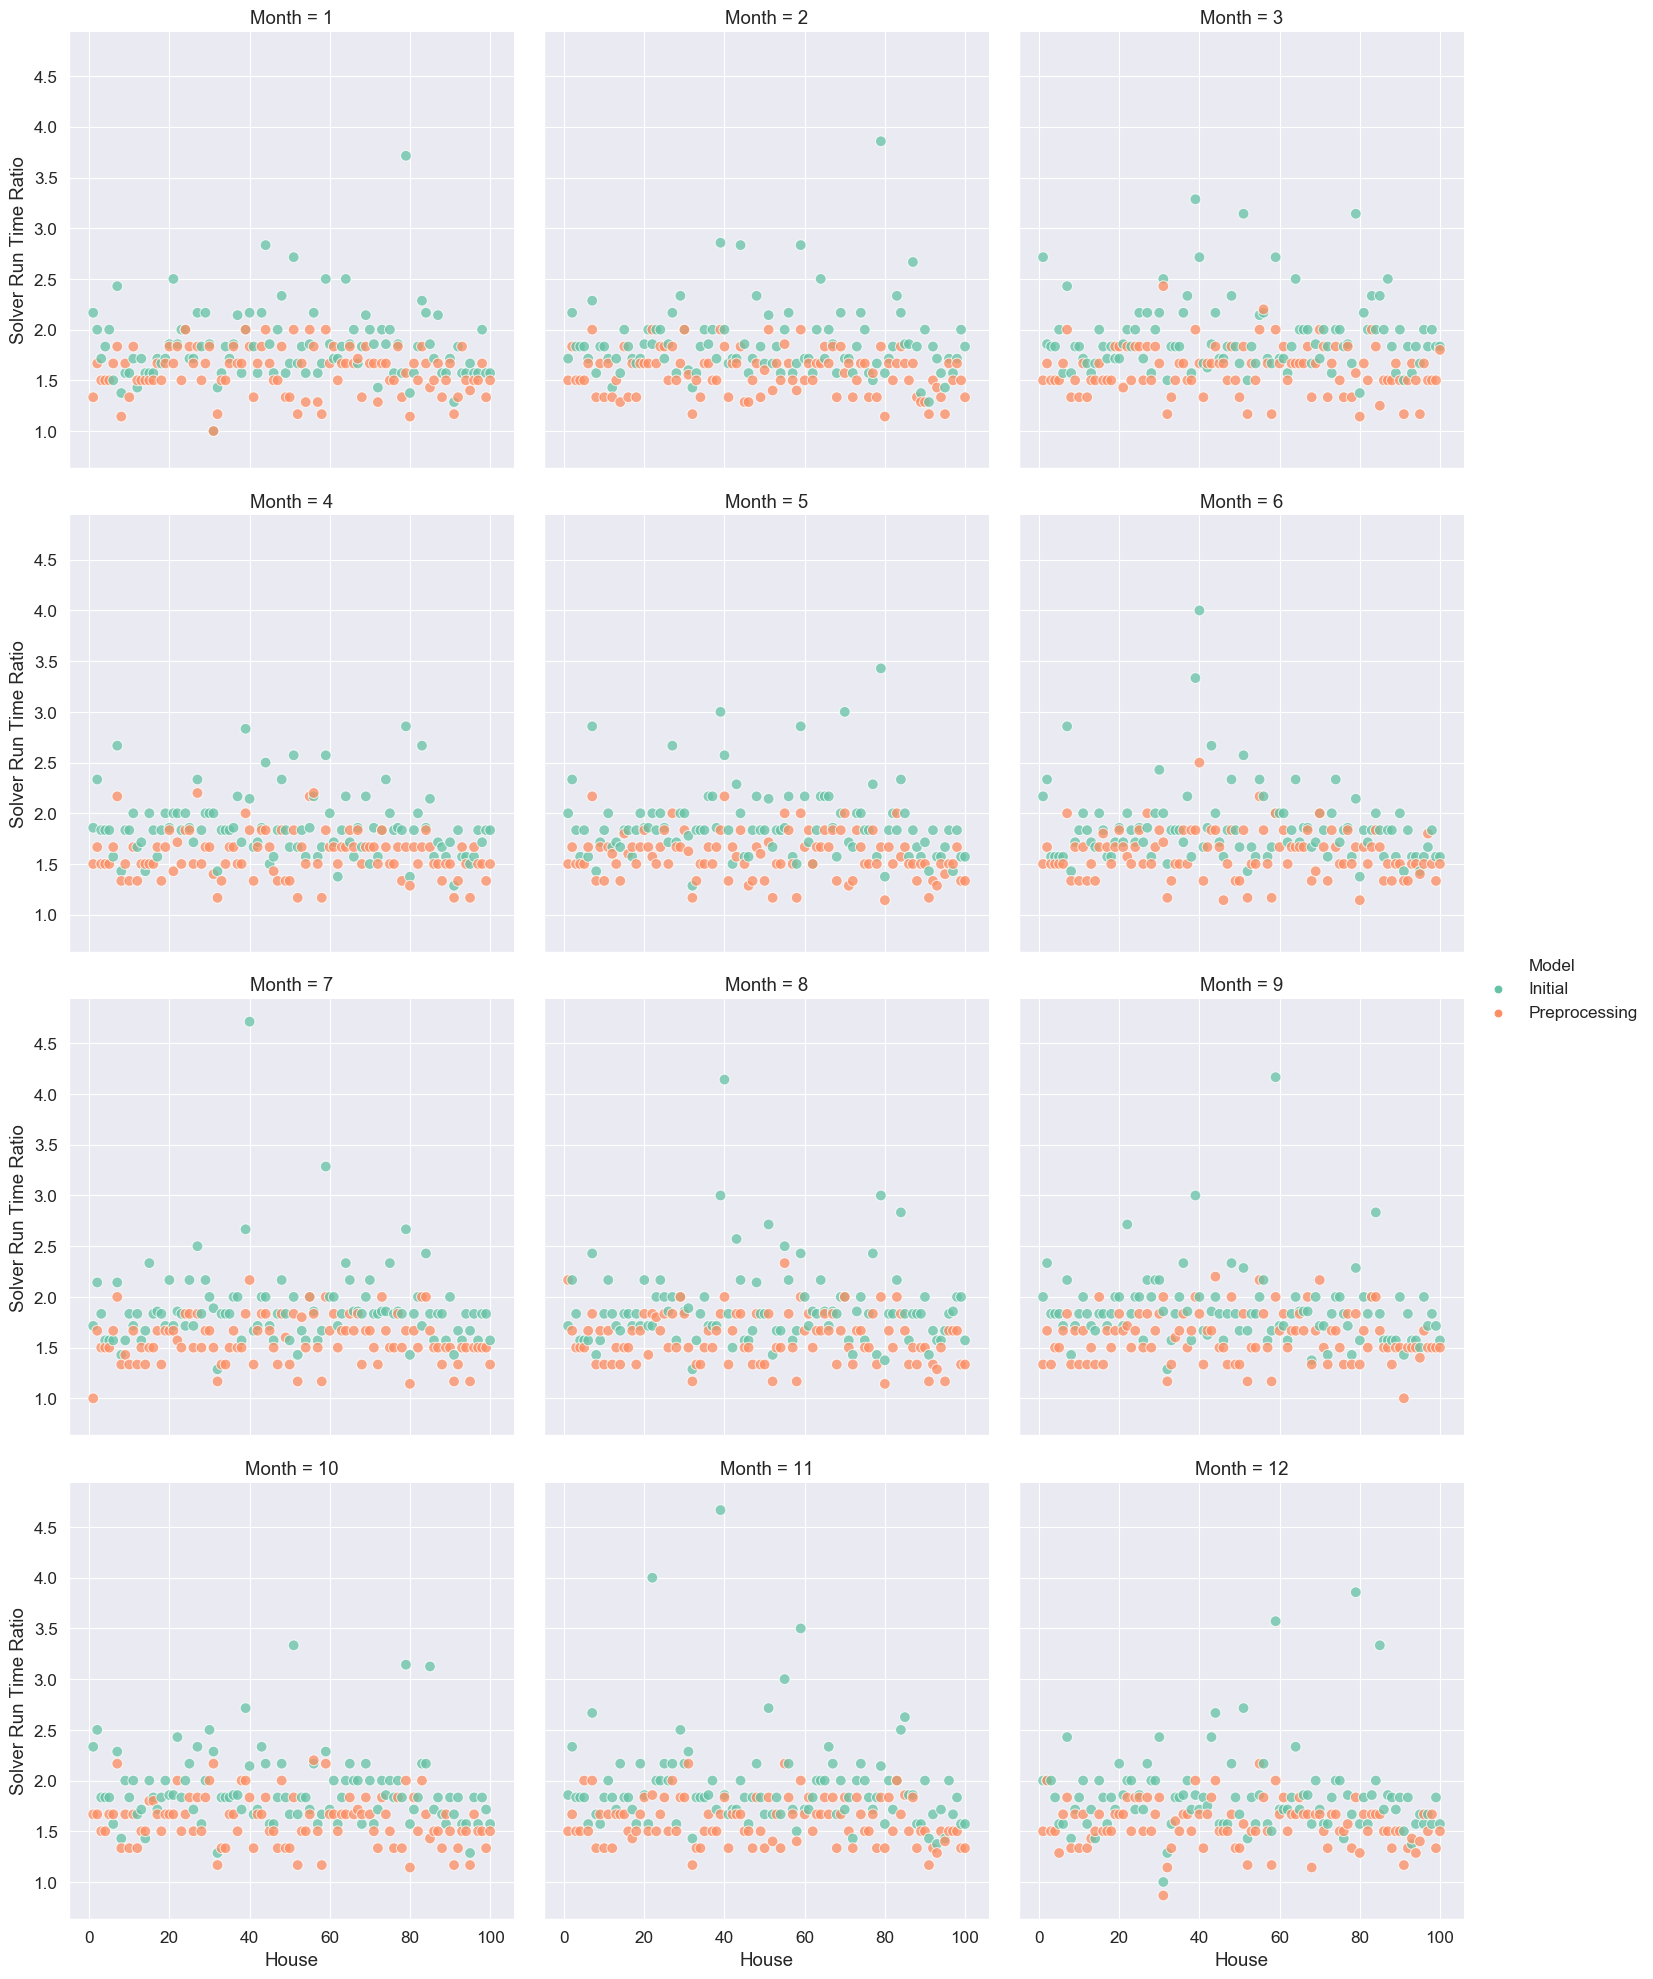 Month = 1
Month = 2
Month = 3
4.5
4.0
3.5
3.0
2.5
2.0
1.5
1.0
Solver Run Time Ratio
Month = 4
Month = 5
Month = 6
4.5
4.0
3.5
3.0
2.5
2.0
1.5
1.0
Solver Run Time Ratio
Month = 7
Month = 8
Month = 9
4.5
4.0
3.5
3.0
2.5
2.0
1.5
1.0
Solver Run Time Ratio
Month = 10
Month = 11
Month = 12
4.5
4.0
3.5
3.0
2.5
2.0
1.5
1.0
Solver Run Time Ratio
0 20 40 60 80 100
House
0 20 40 60 80 100
House
0 20 40 60 80 100
House
Model
Initial
Preprocessing